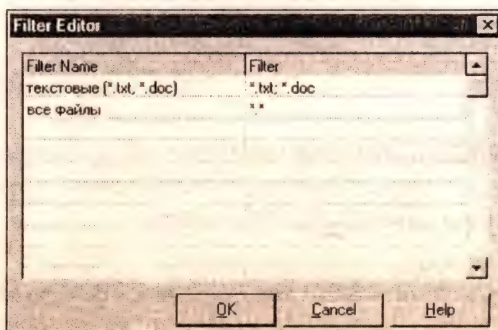 Filter Editor
Filter Name Filter
текстовые (*.txt, *.doc) *.txt; *.doc
все файлы *.*
OK Cancel Help